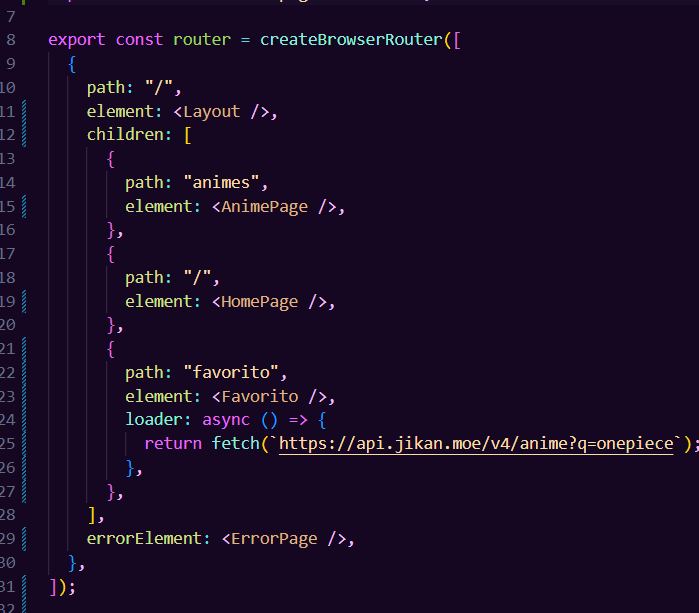 7
8 export const router = createBrowserRouter([
9 {
10 path: "/",
11 element: <Layout />,
12 children: [
13 {
14 path: "animes",
15 element: <AnimePage />,
16 },
17 {
18 path: "/",
19 element: <HomePage />,
20 },
21 {
22 path: "favorito",
23 element: <Favorito />,
24 loader: async () => {
25 return fetch(`https://api.jikan.moe/v4/anime?q=onepiece`);
26 },
27 },
28 ],
29 errorElement: <ErrorPage />,
30 },
31 ]);
32